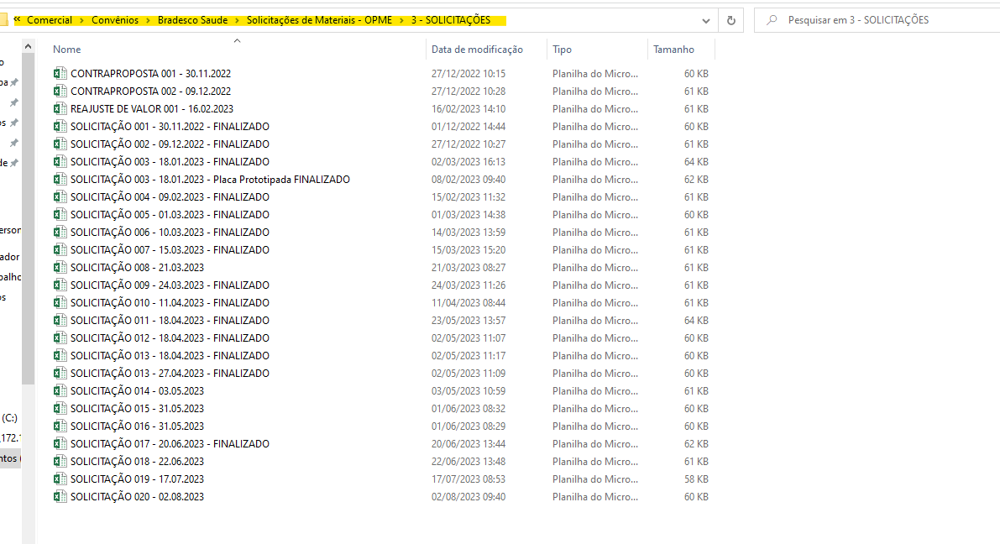 « Comercial > Convênios > Bradesco Saude > Solicitações de Materiais - OPME > 3 - SOLICITAÇÕES
Pesquisar em 3 - SOLICITAÇÕES
Nome Data de modificação Tipo Tamanho
CONTRAPROPOSTA 001 - 30.11.2022 27/12/2022 10:15 Planilha do Micro... 60 KB
CONTRAPROPOSTA 002 - 09.12.2022 27/12/2022 10:28 Planilha do Micro... 61 KB
REAJUSTE DE VALOR 001 - 16.02.2023 16/02/2023 14:10 Planilha do Micro... 61 KB
SOLICITAÇÃO 001 - 30.11.2022 - FINALIZADO 01/12/2022 14:44 Planilha do Micro... 60 KB
SOLICITAÇÃO 002 - 09.12.2022 - FINALIZADO 27/12/2022 10:27 Planilha do Micro... 61 KB
SOLICITAÇÃO 003 - 18.01.2023 - FINALIZADO 02/03/2023 16:13 Planilha do Micro... 64 KB
SOLICITAÇÃO 003 - 18.01.2023 - Placa Prototipada FINALIZADO 08/02/2023 09:40 Planilha do Micro... 62 KB
SOLICITAÇÃO 004 - 09.02.2023 - FINALIZADO 15/02/2023 11:32 Planilha do Micro... 61 KB
SOLICITAÇÃO 005 - 01.03.2023 - FINALIZADO 01/03/2023 14:38 Planilha do Micro... 60 KB
SOLICITAÇÃO 006 - 10.03.2023 - FINALIZADO 14/03/2023 13:59 Planilha do Micro... 61 KB
SOLICITAÇÃO 007 - 15.03.2023 - FINALIZADO 15/03/2023 15:20 Planilha do Micro... 61 KB
SOLICITAÇÃO 008 - 21.03.2023 21/03/2023 08:27 Planilha do Micro... 61 KB
SOLICITAÇÃO 009 - 24.03.2023 - FINALIZADO 24/03/2023 11:26 Planilha do Micro... 61 KB
SOLICITAÇÃO 010 - 11.04.2023 - FINALIZADO 11/04/2023 08:44 Planilha do Micro... 61 KB
SOLICITAÇÃO 011 - 18.04.2023 - FINALIZADO 23/05/2023 13:57 Planilha do Micro... 64 KB
SOLICITAÇÃO 012 - 18.04.2023 - FINALIZADO 02/05/2023 11:07 Planilha do Micro... 60 KB
SOLICITAÇÃO 013 - 18.04.2023 - FINALIZADO 02/05/2023 11:17 Planilha do Micro... 60 KB
SOLICITAÇÃO 013 - 27.04.2023 - FINALIZADO 02/05/2023 11:09 Planilha do Micro... 60 KB
SOLICITAÇÃO 014 - 03.05.2023 03/05/2023 10:59 Planilha do Micro... 61 KB
SOLICITAÇÃO 015 - 31.05.2023 01/06/2023 08:32 Planilha do Micro... 60 KB
SOLICITAÇÃO 016 - 31.05.2023 01/06/2023 08:29 Planilha do Micro... 60 KB
SOLICITAÇÃO 017 - 20.06.2023 - FINALIZADO 20/06/2023 13:44 Planilha do Micro... 62 KB
SOLICITAÇÃO 018 - 22.06.2023 22/06/2023 13:48 Planilha do Micro... 61 KB
SOLICITAÇÃO 019 - 17.07.2023 17/07/2023 08:53 Planilha do Micro... 58 KB
SOLICITAÇÃO 020 - 02.08.2023 02/08/2023 09:40 Planilha do Micro... 60 KB
(C:)